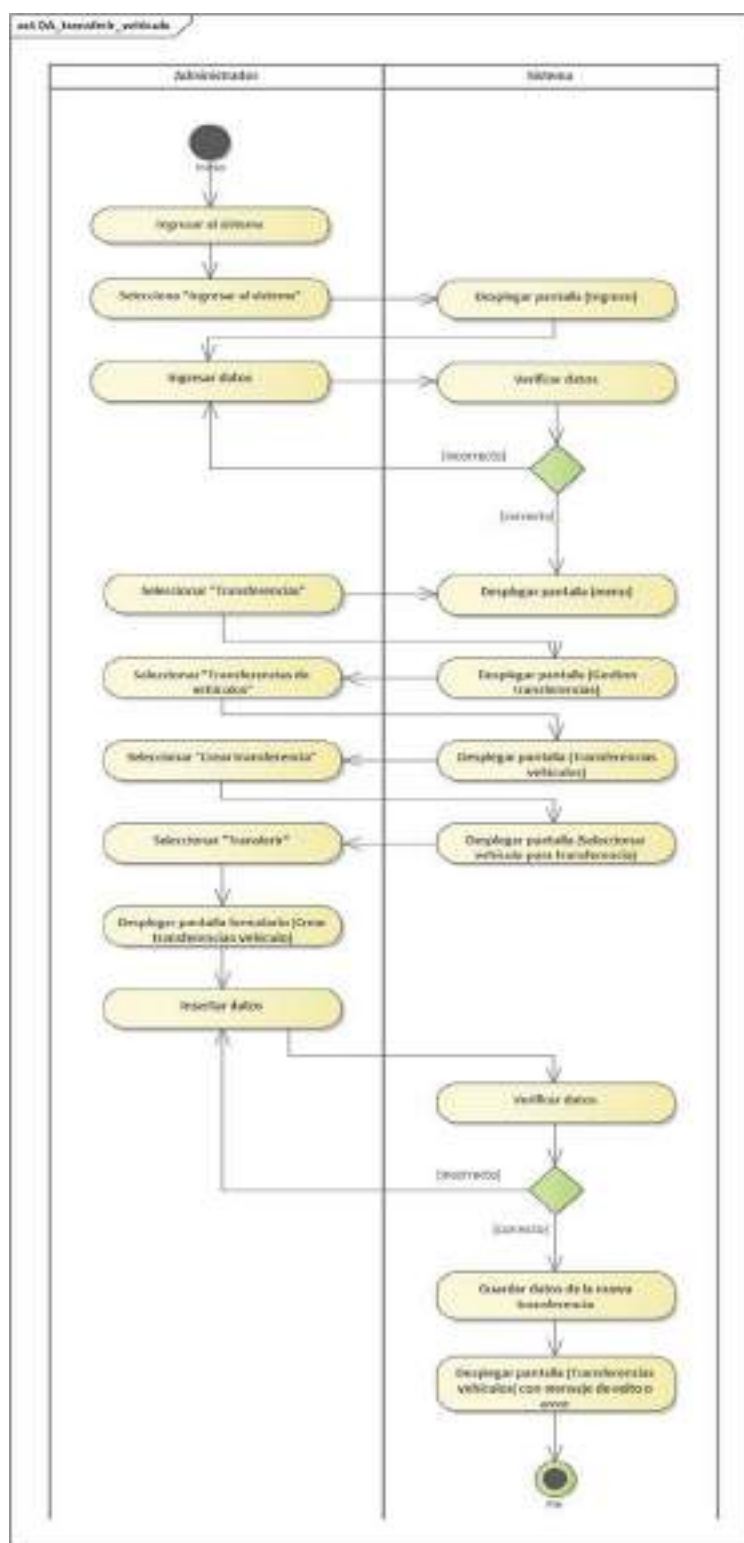 act DA_transferir_vehiculo
Administrador
Sistema
Inicio
Ingresar al sistema
Selecciona "Ingresar al sistema"
Desplegar pantalla (Ingreso)
Ingresar datos
Verificar datos
[incorrecto]
[correcto]
Seleccionar "Transferencias"
Desplegar pantalla (menu)
Seleccionar "Transferencias de
vehiculos"
Desplegar pantalla (Gestion
transferencias)
Seleccionar "Crear transferencia"
Desplegar pantalla (Transferencias
vehiculos)
Seleccionar "Transferir"
Desplegar pantalla (Seleccionar
vehiculo para transferencia)
Desplegar pantalla formulario (Crear
transferencias vehiculo)
Insertar datos
Verificar datos
[incorrecto]
[correcto]
Guardar datos de la nueva
transferencia
Desplegar pantalla (Transferencias
vehiculos) con mensaje de exito o
error
Fin